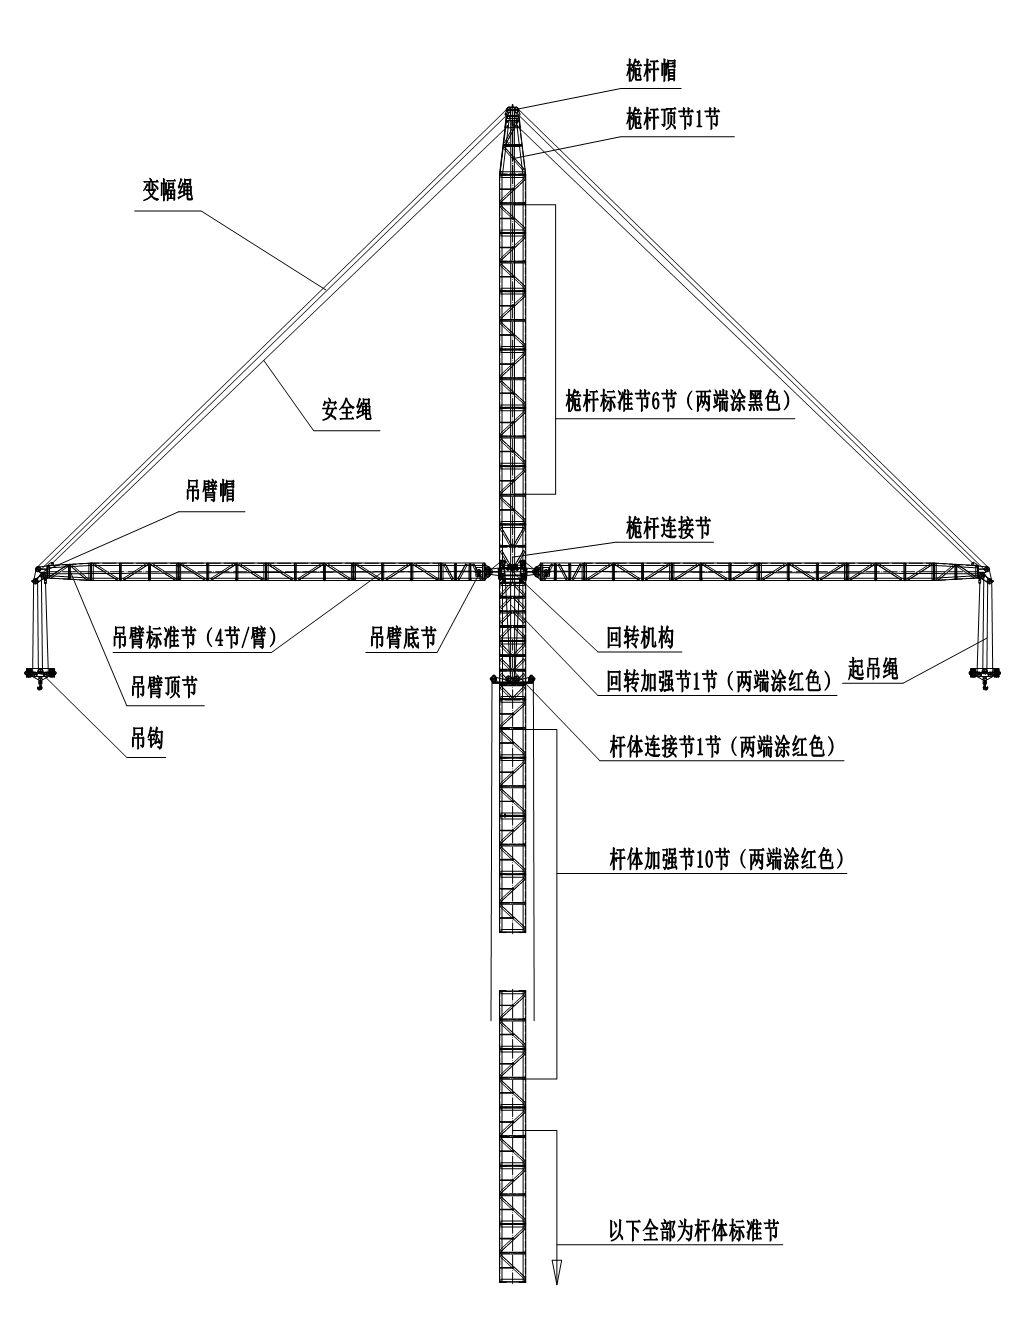 桅杆帽
桅杆顶节1节
变幅绳
桅杆标准节6节（两端涂黑色）
安全绳
吊臂帽
桅杆连接节
吊臂标准节（4节/臂）
吊臂底节
回转机构
起吊绳
回转加强节1节（两端涂红色）
吊臂顶节
吊钩
杆体连接节1节（两端涂红色）
杆体加强节10节（两端涂红色）
以下全部为杆体标准节